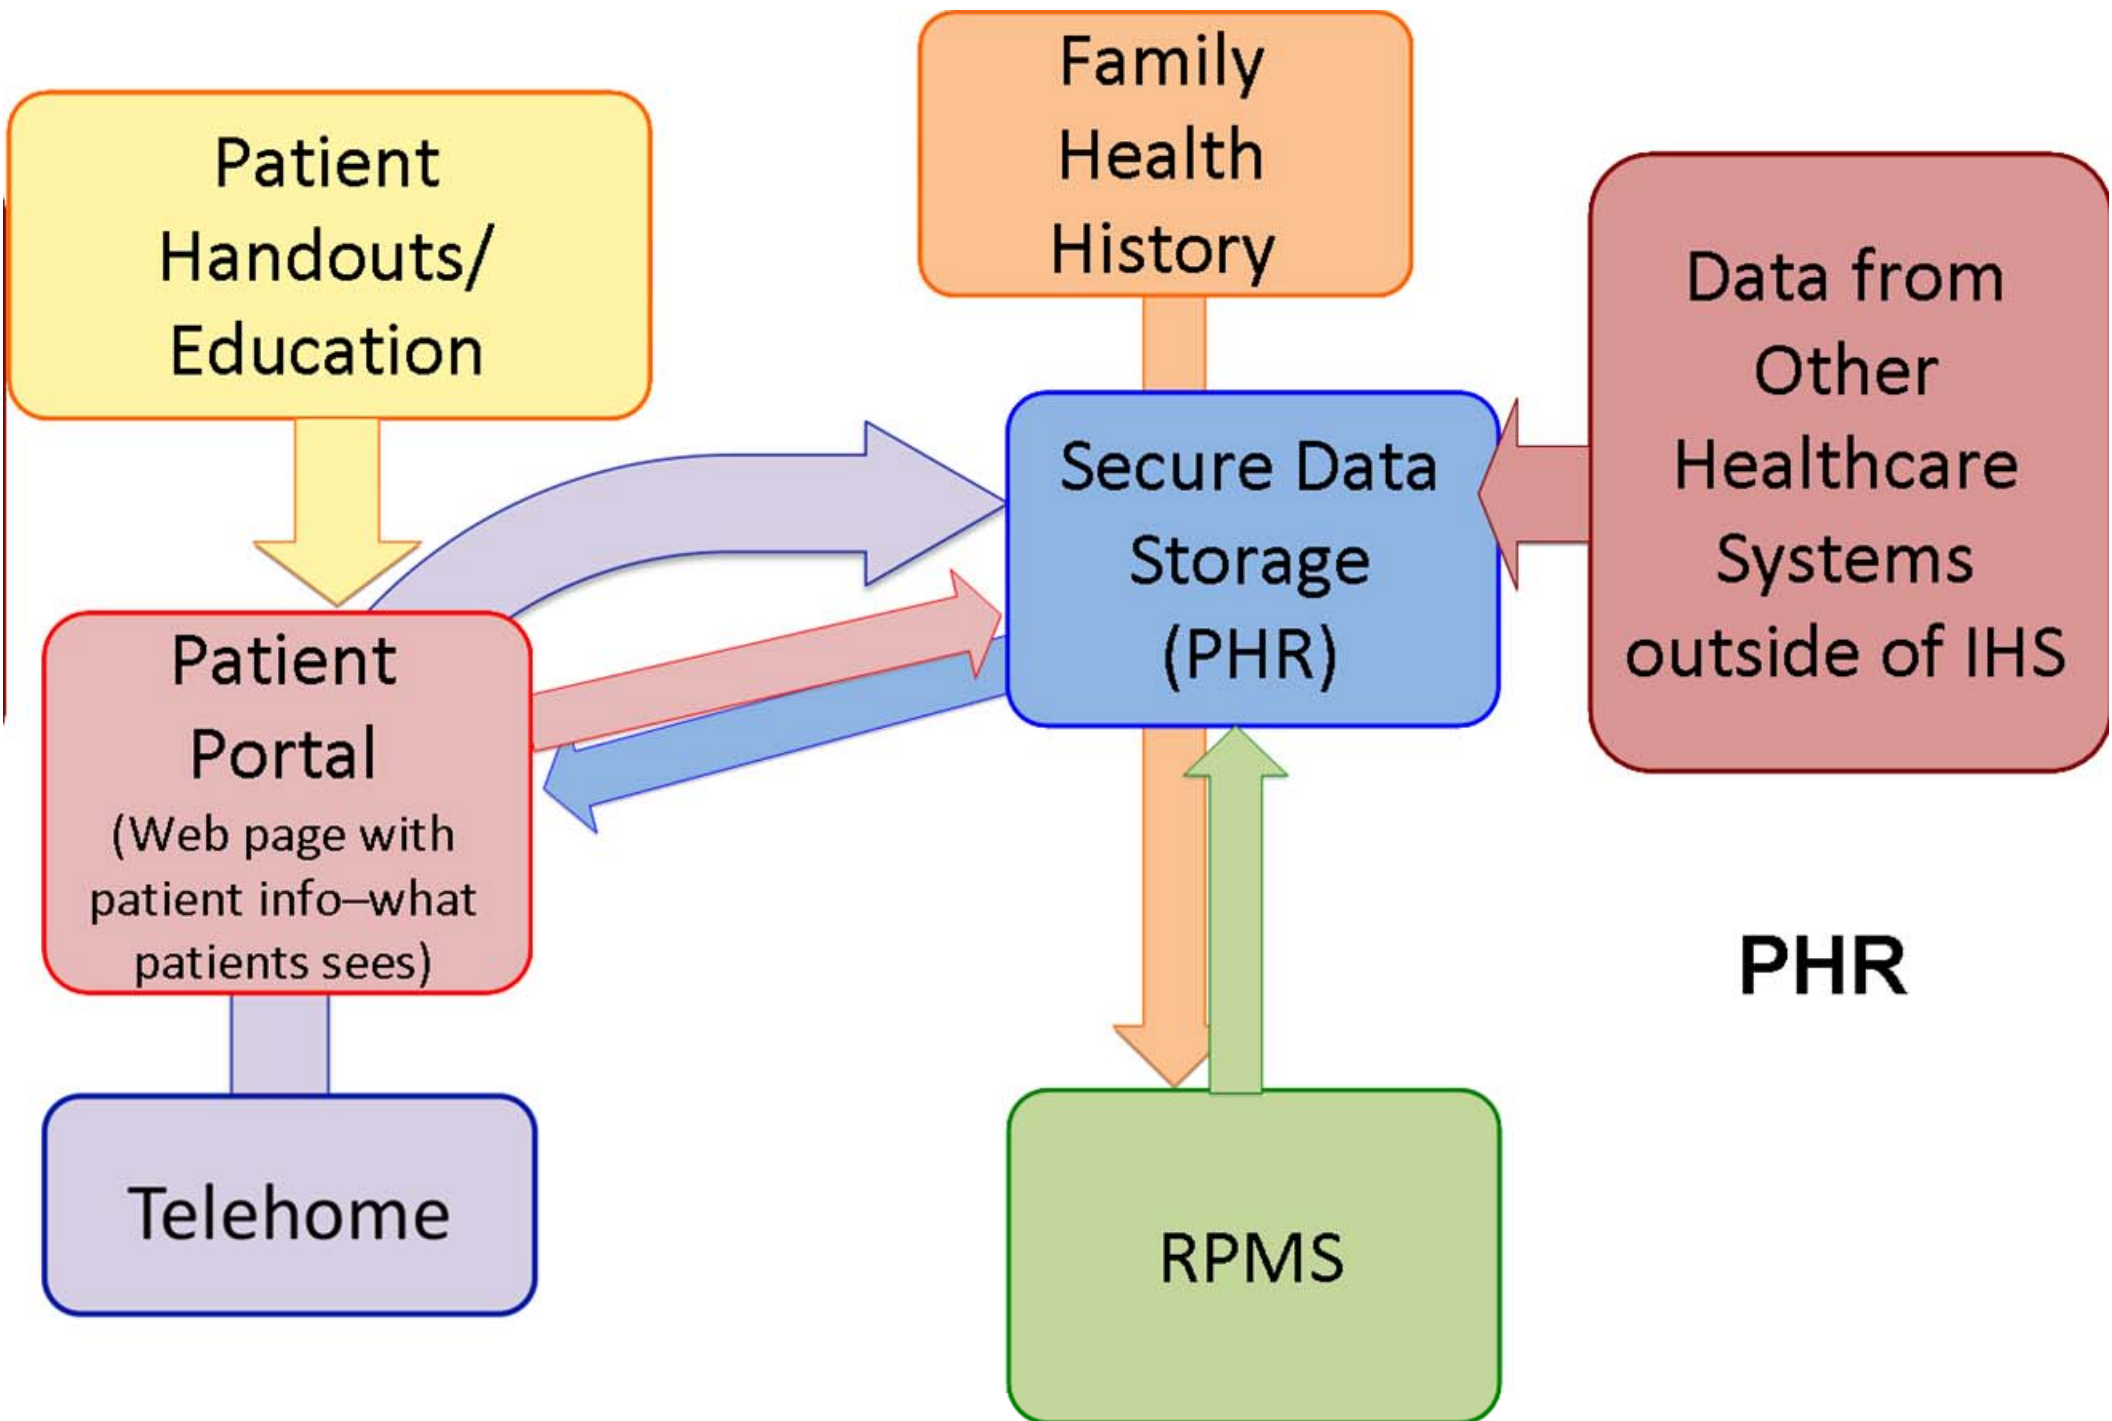 Patient
Handouts/
Education
Family
Health
History
Data from
Other
Healthcare
Systems
outside of IHS
Secure Data
Storage
(PHR)
Patient
Portal
(Web page with
patient info–what
patients sees)
PHR
Telehome
RPMS